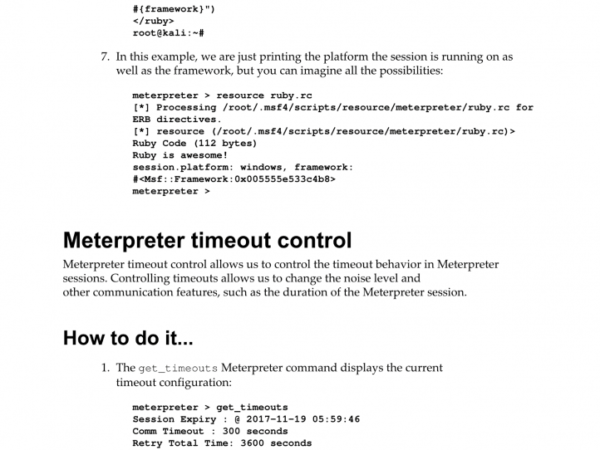 #{framework}")
</ruby>
root@kali:~#
7. In this example, we are just printing the platform the session is running on as
well as the framework, but you can imagine all the possibilities:
meterpreter > resource ruby.rc
[*] Processing /root/.msf4/scripts/resource/meterpreter/ruby.rc for
ERB directives.
[*] resource (/root/.msf4/scripts/resource/meterpreter/ruby.rc)>
Ruby Code (112 bytes)
Ruby is awesome!
session.platform: windows, framework:
#<Msf::Framework:0x005555e533c4b8>
meterpreter >
Meterpreter timeout control
Meterpreter timeout control allows us to control the timeout behavior in Meterpreter
sessions. Controlling timeouts allows us to change the noise level and
other communication features, such as the duration of the Meterpreter session.
How to do it...
1. The get_timeouts Meterpreter command displays the current
timeout configuration:
meterpreter > get_timeouts
Session Expiry : @ 2017-11-19 05:59:46
Comm Timeout : 300 seconds
Retry Total Time: 3600 seconds